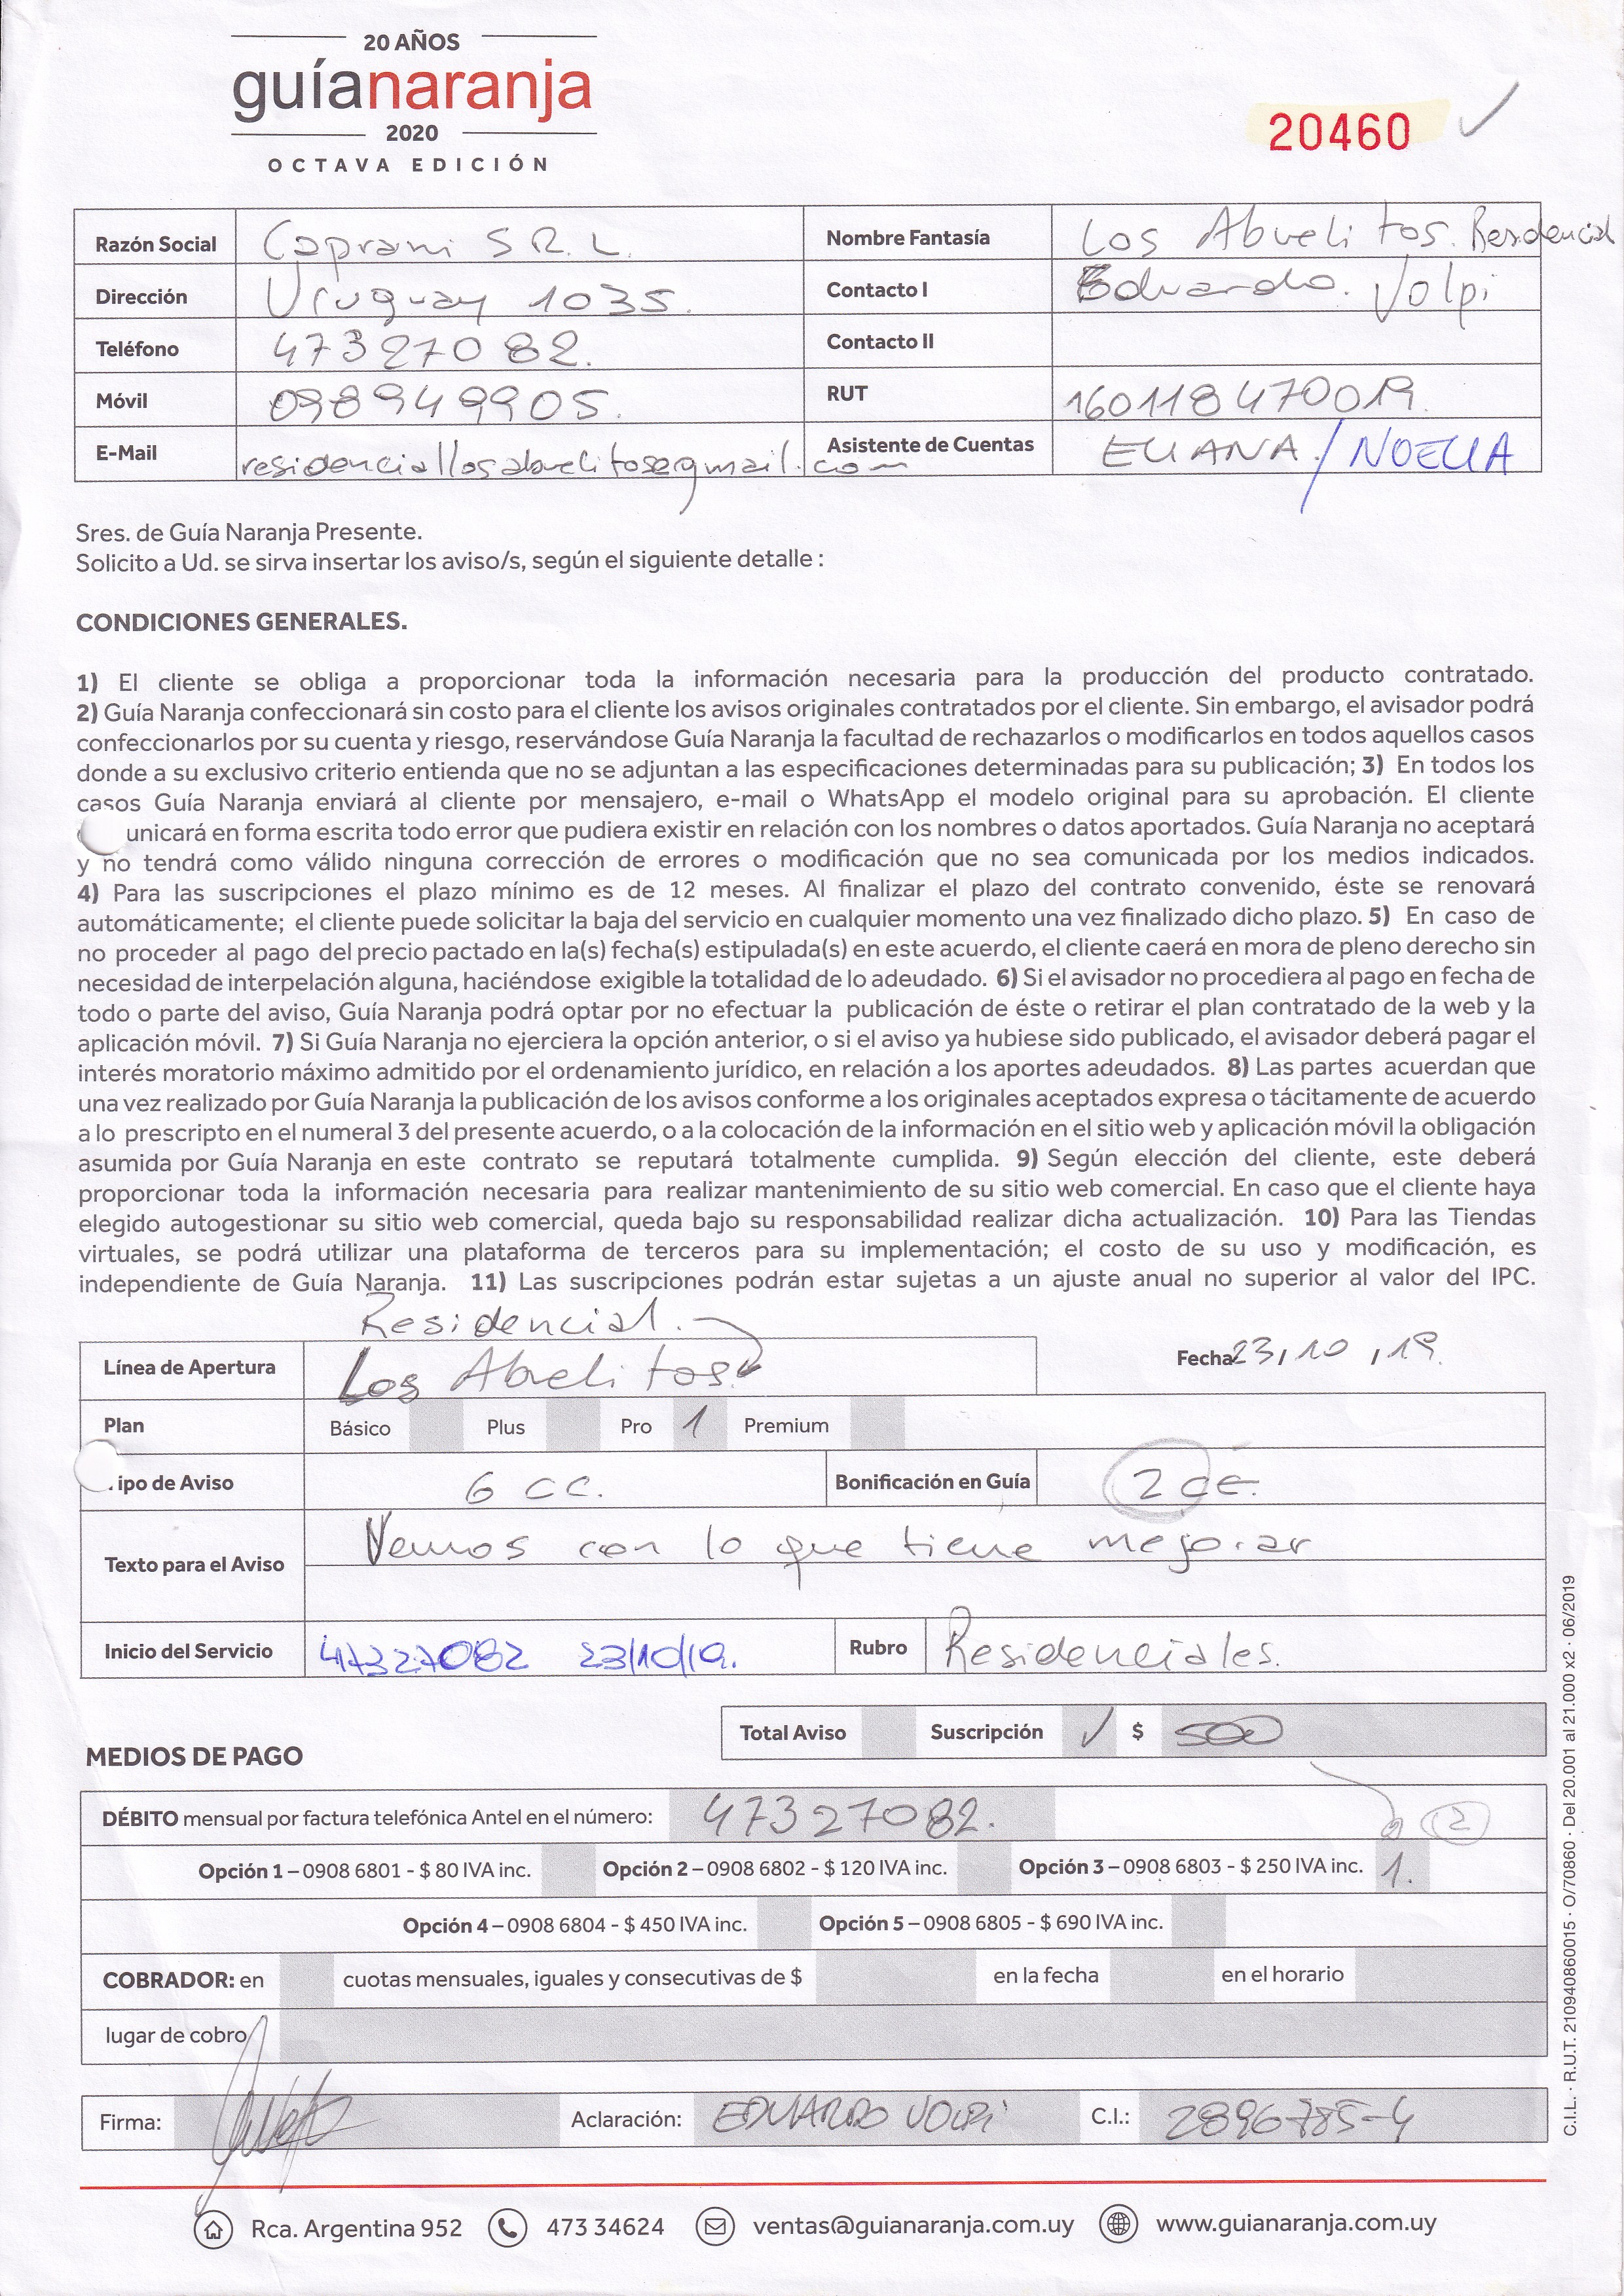 20 AÑOS
guíanaranja
2020
OCTAVA EDICIÓN
20460
Razón Social Caprani S.R.L. Nombre Fantasía Los Abuelitos. Residencial
Dirección Uruguay 1035. Contacto I Eduardo. Volpi
Teléfono 47327082. Contacto II
Móvil 098949905. RUT 160118470019.
E-Mail residenciallosabuelitos@gmail.com Asistente de Cuentas ELIANA / NOELIA
Sres. de Guía Naranja Presente.
Solicito a Ud. se sirva insertar los aviso/s, según el siguiente detalle :
CONDICIONES GENERALES.
1) El cliente se obliga a proporcionar toda la información necesaria para la producción del producto contratado.
2) Guía Naranja confeccionará sin costo para el cliente los avisos originales contratados por el cliente. Sin embargo, el avisador podrá
confeccionarlos por su cuenta y riesgo, reservándose Guía Naranja la facultad de rechazarlos o modificarlos en todos aquellos casos
donde a su exclusivo criterio entienda que no se adjuntan a las especificaciones determinadas para su publicación; 3) En todos los
casos Guía Naranja enviará al cliente por mensajero, e-mail o WhatsApp el modelo original para su aprobación. El cliente
unicará en forma escrita todo error que pudiera existir en relación con los nombres o datos aportados. Guía Naranja no aceptará
y no tendrá como válido ninguna corrección de errores o modificación que no sea comunicada por los medios indicados.
4) Para las suscripciones el plazo mínimo es de 12 meses. Al finalizar el plazo del contrato convenido, éste se renovará
automáticamente; el cliente puede solicitar la baja del servicio en cualquier momento una vez finalizado dicho plazo. 5) En caso de
no proceder al pago del precio pactado en la(s) fecha(s) estipulada(s) en este acuerdo, el cliente caerá en mora de pleno derecho sin
necesidad de interpelación alguna, haciéndose exigible la totalidad de lo adeudado. 6) Si el avisador no procediera al pago en fecha de
todo o parte del aviso, Guía Naranja podrá optar por no efectuar la publicación de éste o retirar el plan contratado de la web y la
aplicación móvil. 7) Si Guía Naranja no ejerciera la opción anterior, o si el aviso ya hubiese sido publicado, el avisador deberá pagar el
interés moratorio máximo admitido por el ordenamiento jurídico, en relación a los aportes adeudados. 8) Las partes acuerdan que
una vez realizado por Guía Naranja la publicación de los avisos conforme a los originales aceptados expresa o tácitamente de acuerdo
a lo prescripto en el numeral 3 del presente acuerdo, o a la colocación de la información en el sitio web y aplicación móvil la obligación
asumida por Guía Naranja en este contrato se reputará totalmente cumplida. 9) Según elección del cliente, este deberá
proporcionar toda la información necesaria para realizar mantenimiento de su sitio web comercial. En caso que el cliente haya
elegido autogestionar su sitio web comercial, queda bajo su responsabilidad realizar dicha actualización. 10) Para las Tiendas
virtuales, se podrá utilizar una plataforma de terceros para su implementación; el costo de su uso y modificación, es
independiente de Guía Naranja. 11) Las suscripciones podrán estar sujetas a un ajuste anual no superior al valor del IPC.
Residencial.
Línea de Apertura Los Abuelitos. Fecha 23/10/19.
Plan Básico Plus Pro 1 Premium
ipo de Aviso 6 CC. Bonificación en Guía 2 CC.
Texto para el Aviso Vemos con lo que tiene mejorar
Inicio del Servicio 47327082 23/10/19. Rubro Residenciales.
Total Aviso Suscripción ✓ $ 500
MEDIOS DE PAGO
DÉBITO mensual por factura telefónica Antel en el número: 47327082. 2
Opción 1 – 0908 6801 - $ 80 IVA inc. Opción 2 – 0908 6802 - $ 120 IVA inc. Opción 3 – 0908 6803 - $ 250 IVA inc. 1.
Opción 4 – 0908 6804 - $ 450 IVA inc. Opción 5 – 0908 6805 - $ 690 IVA inc.
COBRADOR: en cuotas mensuales, iguales y consecutivas de $ en la fecha en el horario
lugar de cobro
Firma: Aclaración: EDUARDO VOLPI C.I.: 2896785-4
Rca. Argentina 952 473 34624 ventas@guianaranja.com.uy www.guianaranja.com.uy
C.I.L. · R.U.T. 210940860015 · O/70860 · Del 20.001 al 21.000 x2 · 06/2019